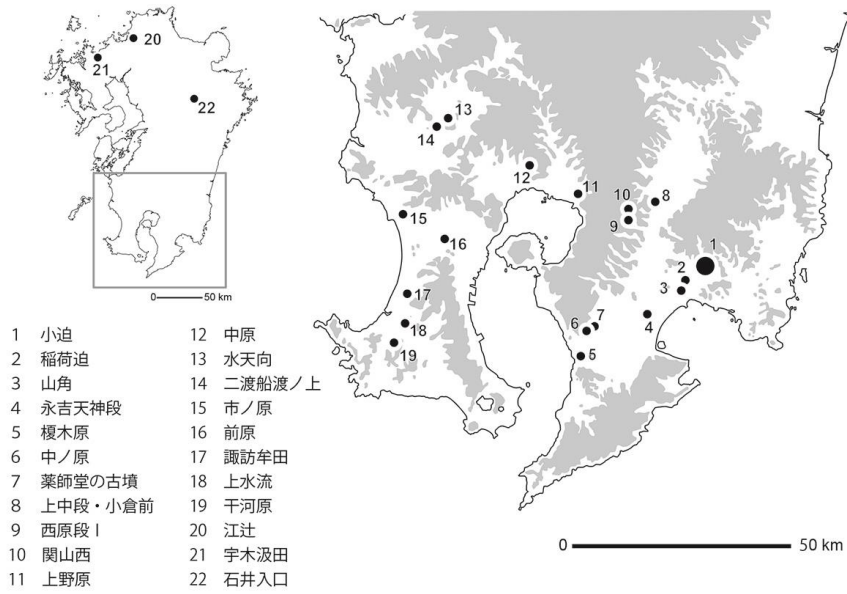 20
21
22
0 50 km
13
14
12
11
15
16
10
9
8
1
2
3
17
18
19
4
6
7
5
0 50 km
1 小迫
2 稲荷迫
3 山角
4 永吉天神段
5 榎木原
6 中ノ原
7 薬師堂の古墳
8 上中段・小倉前
9 西原段Ⅰ
10 関山西
11 上野原
12 中原
13 水天向
14 二渡船渡ノ上
15 市ノ原
16 前原
17 諏訪牟田
18 上水流
19 干河原
20 江辻
21 宇木汲田
22 石井入口